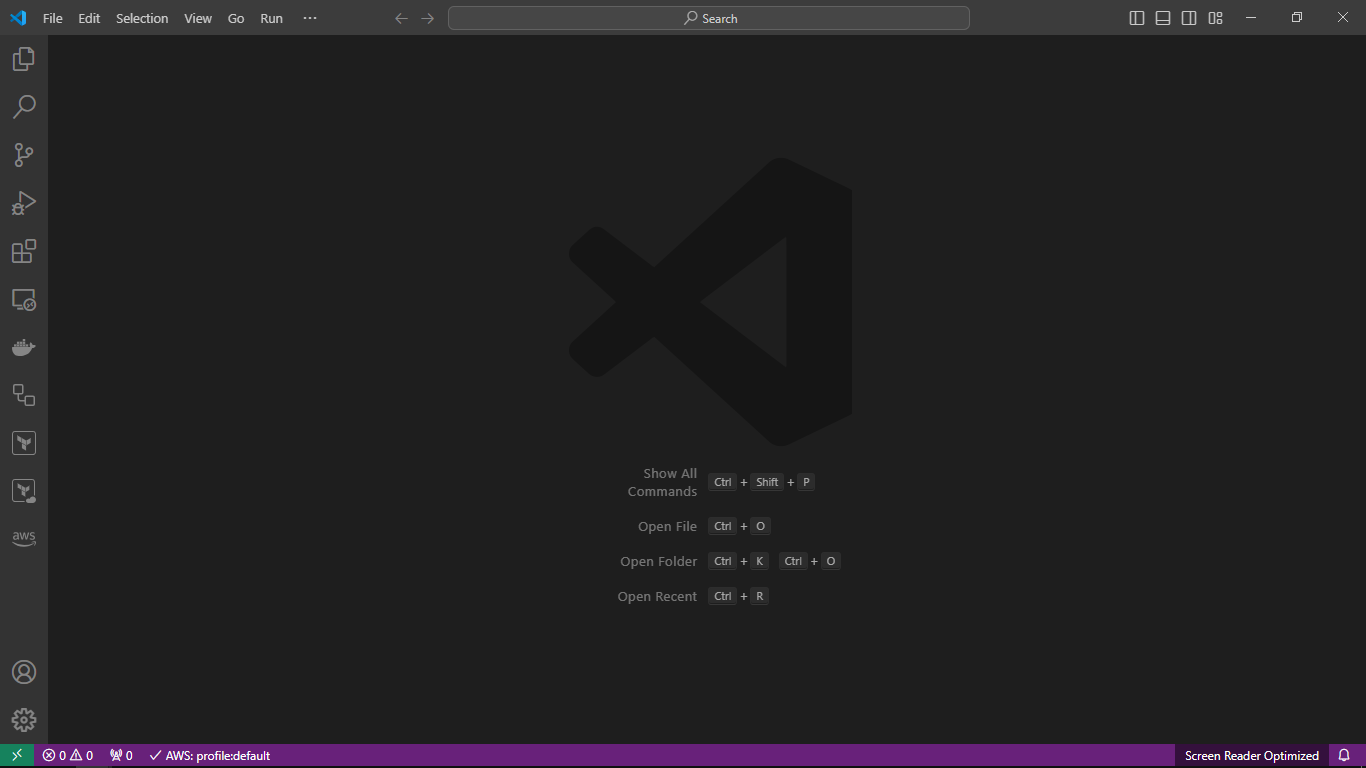 File Edit Selection View Go Run ···
Search
aws
Show All
Commands Ctrl + Shift + P
Open File Ctrl + O
Open Folder Ctrl + K Ctrl + O
Open Recent Ctrl + R
0 0 0 AWS: profile:default Screen Reader Optimized